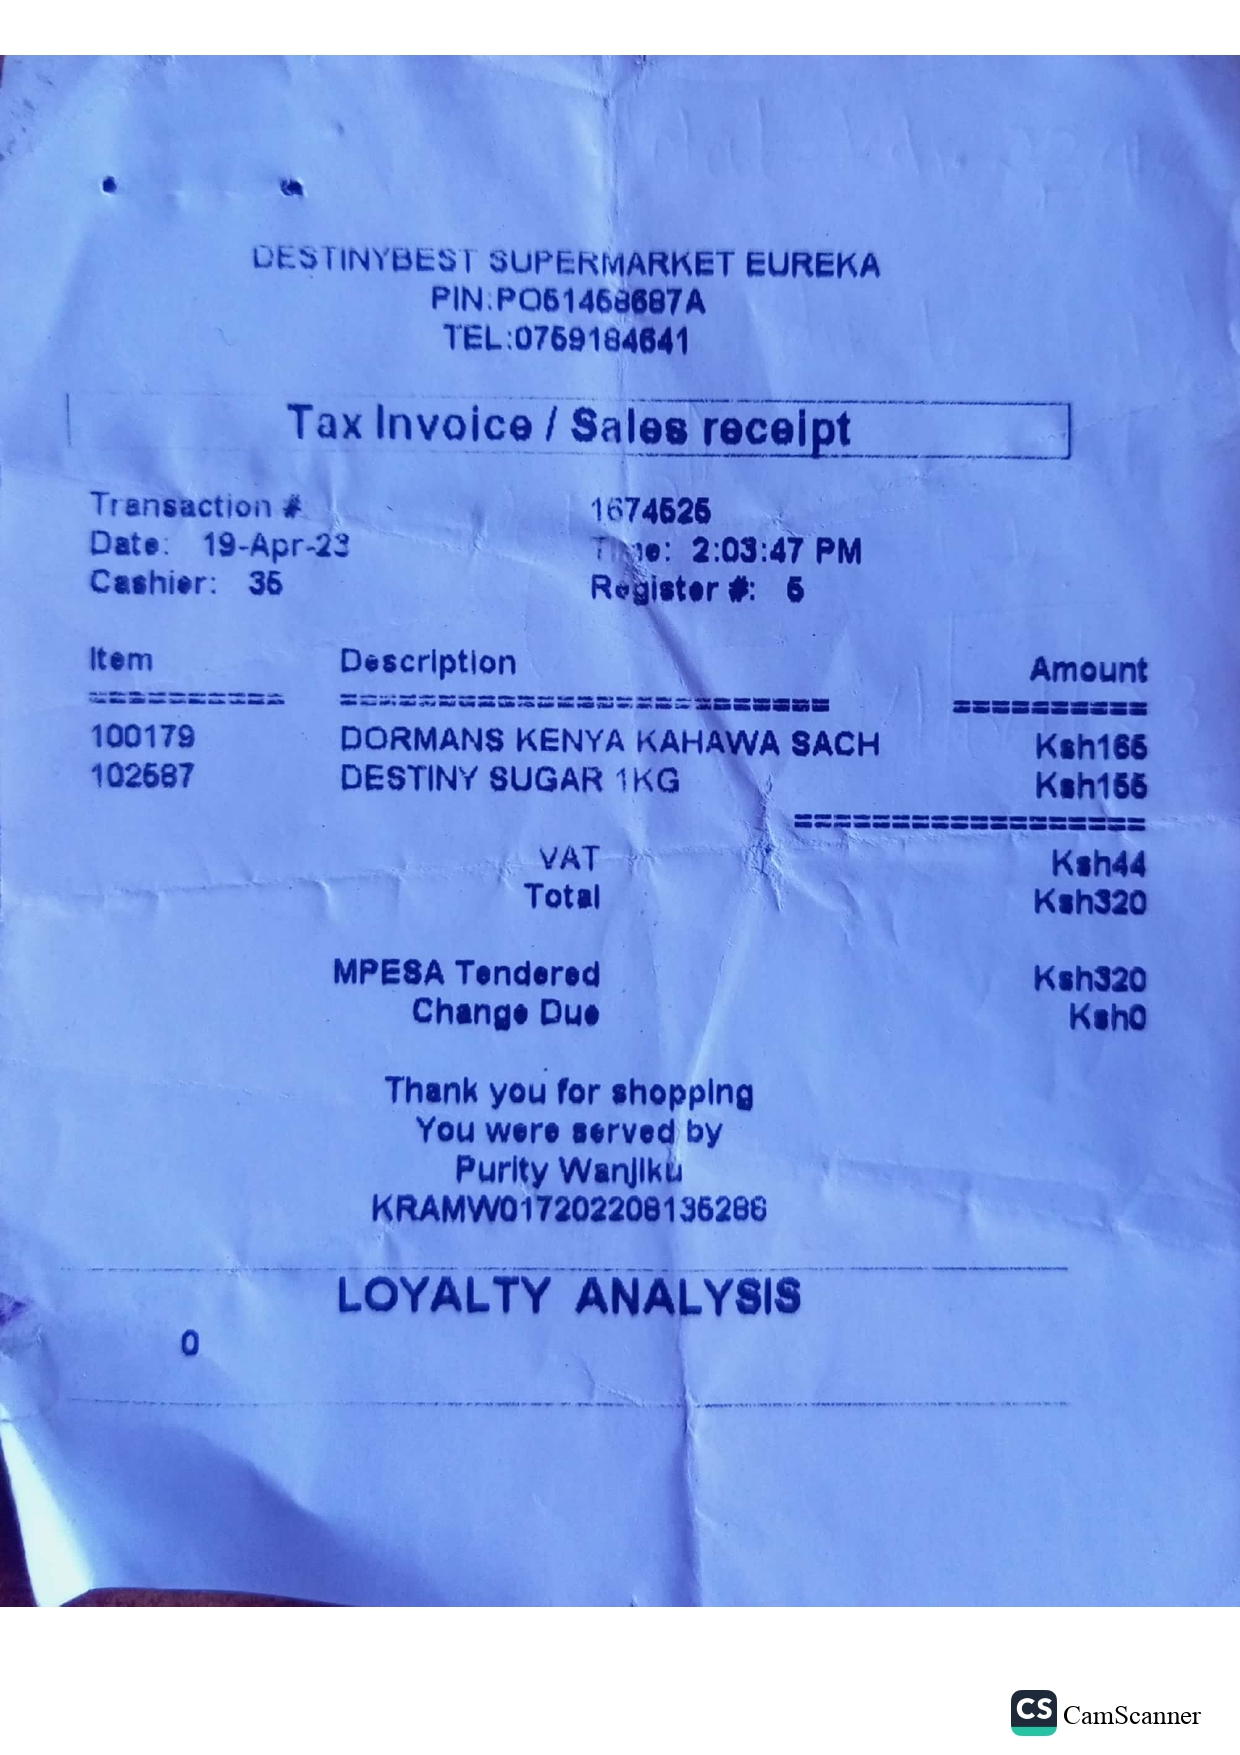 DESTINYBEST SUPERMARKET EUREKA
PIN:PO51458687A
TEL:0759184641
Tax Invoice / Sales receipt
Transaction # 1674525
Date: 19-Apr-23 Time: 2:03:47 PM
Cashier: 35 Register #: 5
Item Description Amount
========== ========================= ==========
100179 DORMANS KENYA KAHAWA SACH Ksh165
102587 DESTINY SUGAR 1KG Ksh155
==================
VAT Ksh44
Total Ksh320
MPESA Tendered Ksh320
Change Due Ksh0
Thank you for shopping
You were served by
Purity Wanjiku
KRAMW017202208135286
LOYALTY ANALYSIS
0
CS CamScanner